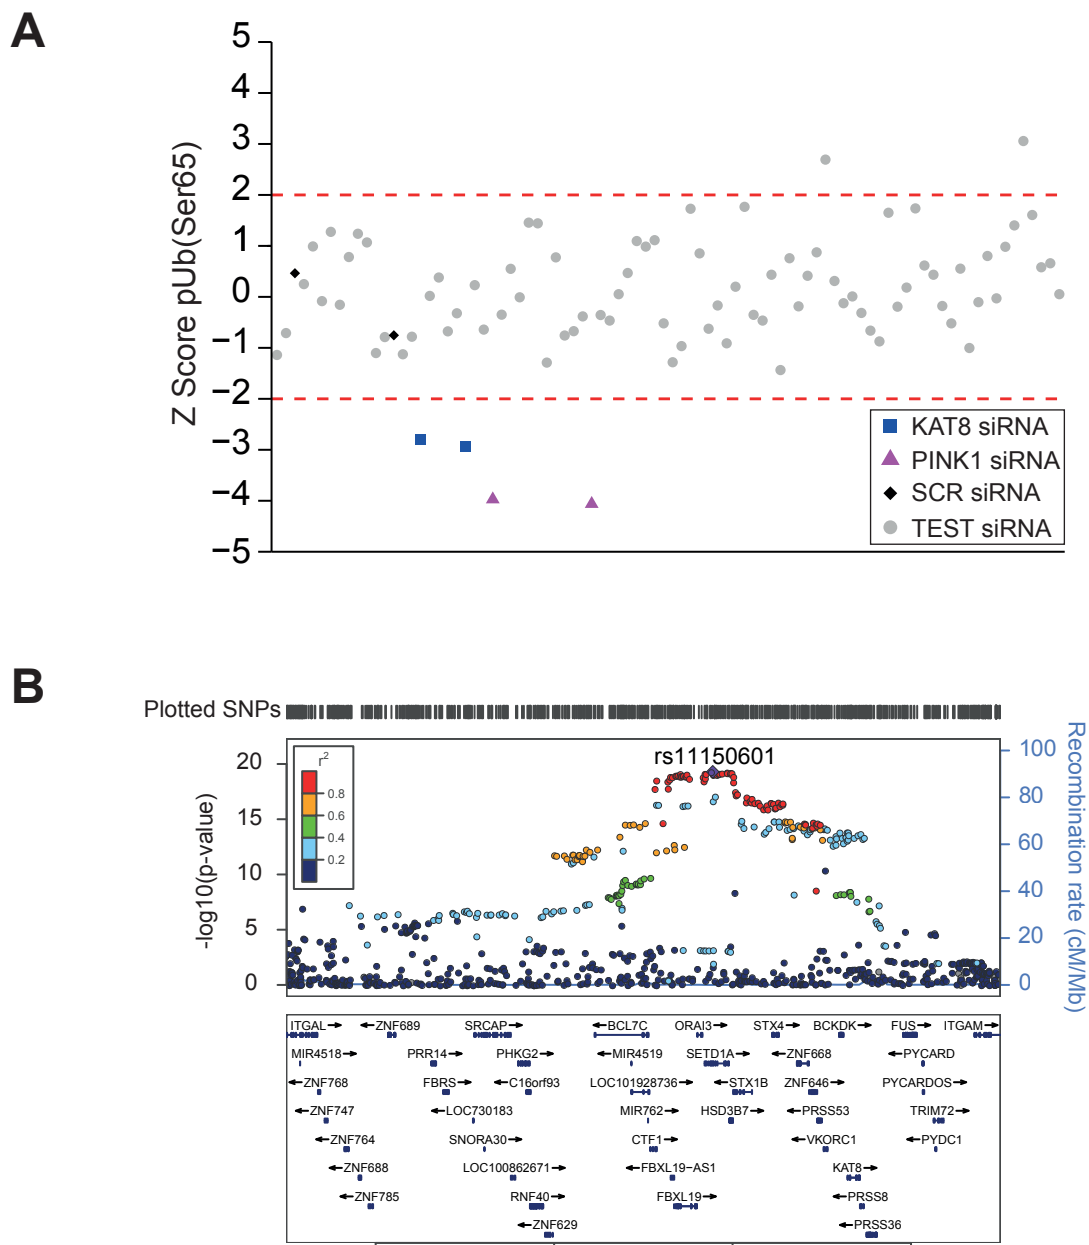 A
5
4
3
2
1
0
−1
−2
−3
−4
−5
Z Score pUb(Ser65)
KAT8 siRNA
PINK1 siRNA
SCR siRNA
TEST siRNA
B
Plotted SNPs
rs11150601
r2
0.8
0.6
0.4
0.2
20
15
10
5
0
-log10(p-value)
100
80
60
40
20
0
Recombination rate (cM/Mb)
ITGAL ZNF689 SRCAP BCL7C ORAI3 STX4 BCKDK FUS ITGAM
MIR4518 PRR14 PHKG2 MIR4519 SETD1A ZNF668 PYCARD
ZNF768 FBRS C16orf93 LOC101928736 STX1B ZNF646 PYCARDOS
ZNF747 LOC730183 MIR762 HSD3B7 PRSS53 TRIM72
ZNF764 SNORA30 CTF1 VKORC1 PYDC1
ZNF688 LOC100862671 FBXL19−AS1 KAT8
ZNF785 RNF40 FBXL19 PRSS8
ZNF629 PRSS36